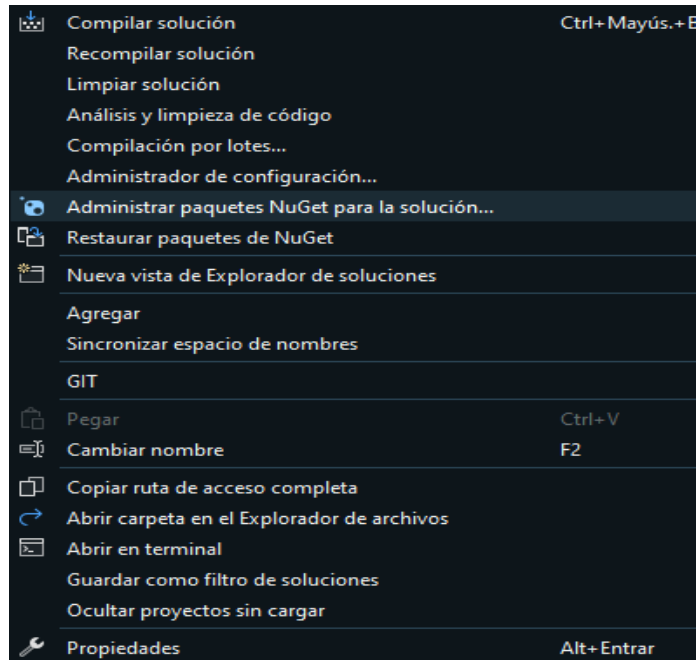 Compilar solución Ctrl+Mayús.+B
Recompilar solución
Limpiar solución
Análisis y limpieza de código
Compilación por lotes...
Administrador de configuración...
Administrar paquetes NuGet para la solución...
Restaurar paquetes de NuGet
Nueva vista de Explorador de soluciones
Agregar
Sincronizar espacio de nombres
GIT
Pegar Ctrl+V
Cambiar nombre F2
Copiar ruta de acceso completa
Abrir carpeta en el Explorador de archivos
Abrir en terminal
Guardar como filtro de soluciones
Ocultar proyectos sin cargar
Propiedades Alt+Entrar